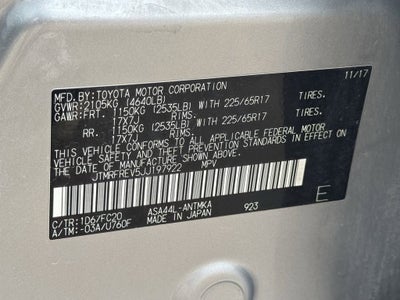 MFD.BY:TOYOTA MOTOR CORPORATION 11/17
GVWR:2105KG (4640LB)
GAWR:FRT. 1150KG (2535LB) WITH 225/65R17 TIRES.
17X7J RIMS.
RR. 1150KG (2535LB) WITH 225/65R17 TIRES.
17X7J RIMS.
THIS VEHICLE CONFORMS TO ALL APPLICABLE FEDERAL MOTOR
VEHICLE SAFETY AND THEFT PREVENTION STANDARDS IN EFFECT ON
THE DATE OF MANUFACTURE SHOWN ABOVE.
JTMRFREV5JJ197922 MPV
E
C/TR:1D6/FC20 ASA44L-ANTMKA 923
A/TM:-03A/U760F MADE IN JAPAN